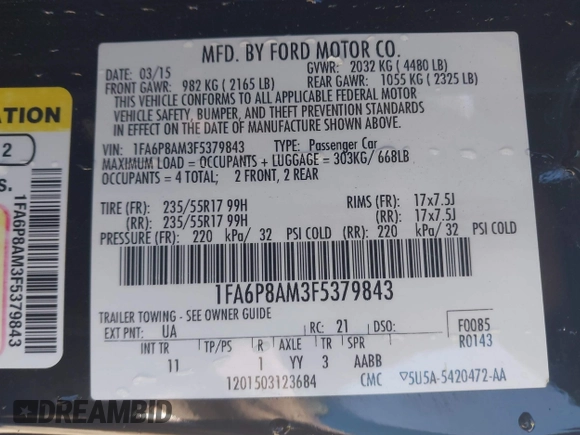 MFD. BY FORD MOTOR CO.
DATE: 03/15 GVWR: 2032 KG ( 4480 LB)
FRONT GAWR: 982 KG ( 2165 LB) REAR GAWR: 1055 KG ( 2325 LB)
THIS VEHICLE CONFORMS TO ALL APPLICABLE FEDERAL MOTOR
VEHICLE SAFETY, BUMPER, AND THEFT PREVENTION STANDARDS
IN EFFECT ON THE DATE OF MANUFACTURE SHOWN ABOVE.
VIN: 1FA6P8AM3F5379843 TYPE: Passenger Car
MAXIMUM LOAD = OCCUPANTS + LUGGAGE = 303KG/ 668LB
OCCUPANTS = 4 TOTAL; 2 FRONT, 2 REAR
TIRE (FR): 235/55R17 99H RIMS (FR): 17x7.5J
(RR): 235/55R17 99H (RR): 17x7.5J
PRESSURE (FR): 220 kPa/ 32 PSI COLD (RR): 220 kPa/ 32 PSI COLD
1FA6P8AM3F5379843
TRAILER TOWING - SEE OWNER GUIDE
EXT PNT: UA RC: 21 DSO: F0085
INT TR TP/PS R AXLE TR SPR R0143
11 1 YY 3 AABB
1201503123684 CMC 5U5A-5420472-AA
ATION
2
s.
1FA6P8AM3F5379843
iDREAMBID.COM